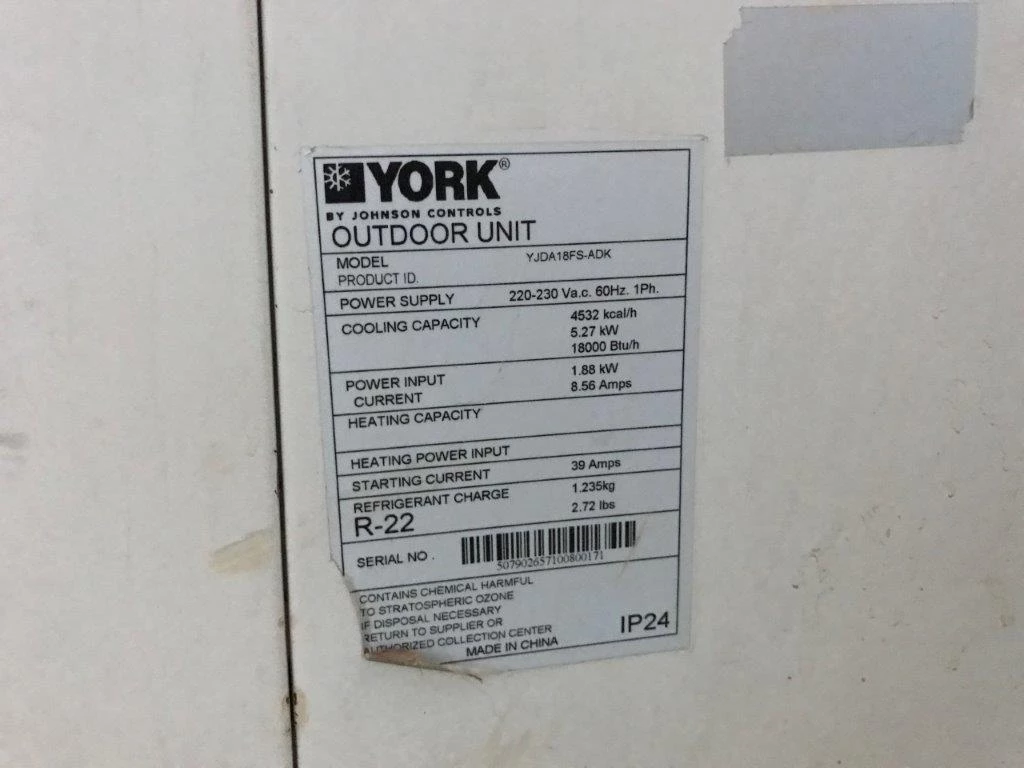 YORK®
BY JOHNSON CONTROLS
OUTDOOR UNIT
MODEL YJDA18FS-ADK
PRODUCT ID.
POWER SUPPLY 220-230 Va.c. 60Hz. 1Ph.
COOLING CAPACITY 4532 kcal/h
5.27 kW
18000 Btu/h
POWER INPUT 1.88 kW
CURRENT 8.56 Amps
HEATING CAPACITY
HEATING POWER INPUT
STARTING CURRENT 39 Amps
REFRIGERANT CHARGE 1.235kg
R-22 2.72 lbs
SERIAL NO .
507902657100800171
CONTAINS CHEMICAL HARMFUL
TO STRATOSPHERIC OZONE
IF DISPOSAL NECESSARY
RETURN TO SUPPLIER OR
AUTHORIZED COLLECTION CENTER
MADE IN CHINA
IP24